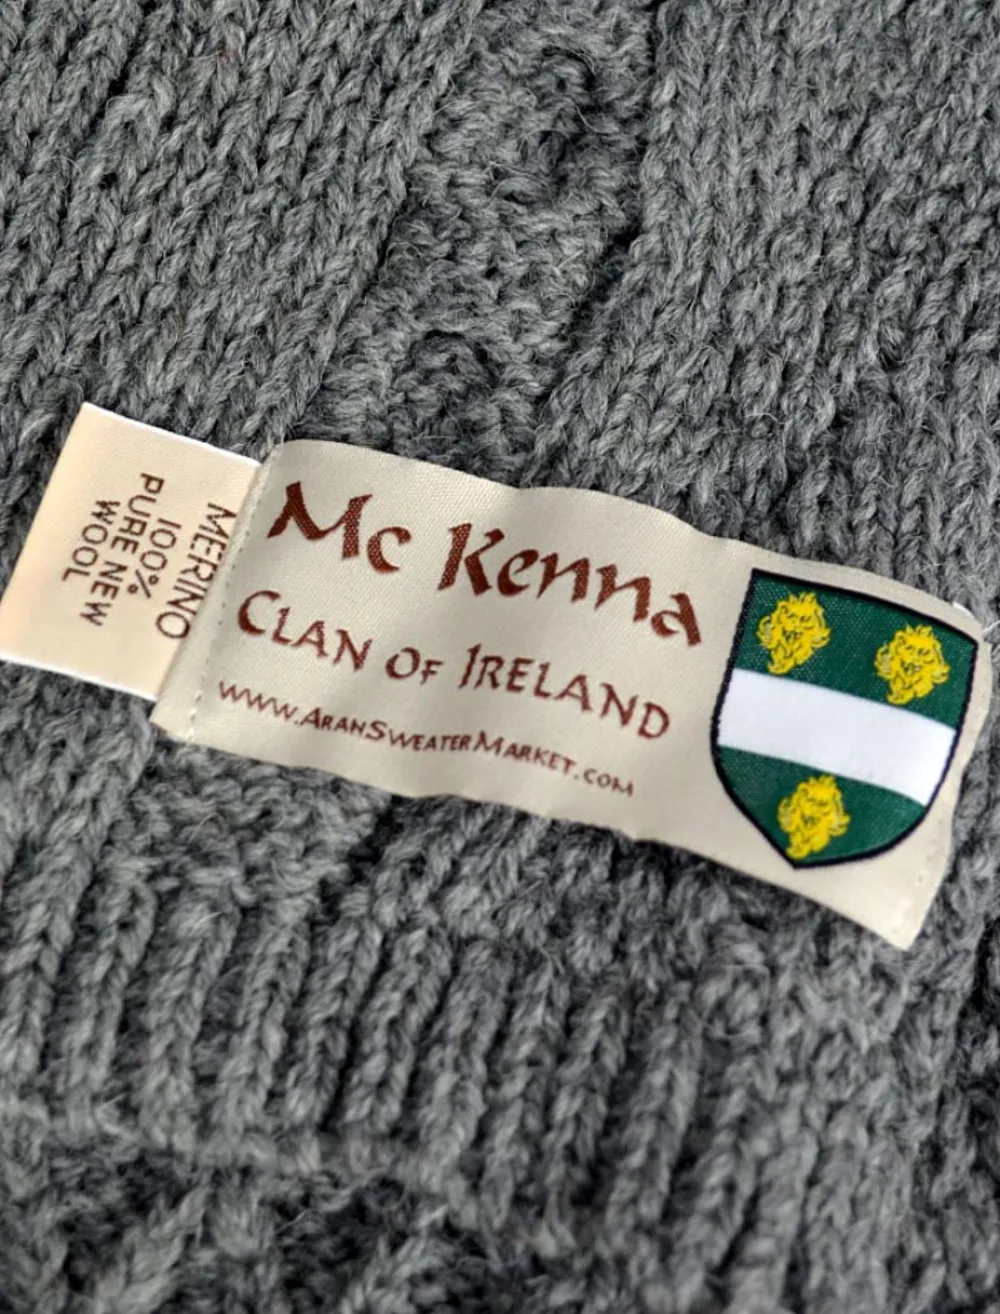 Mc Kenna
CLAN OF IRELAND
WWW.ARANSWEATERMARKET.COM
MERINO
100%
PURE NEW
WOOL